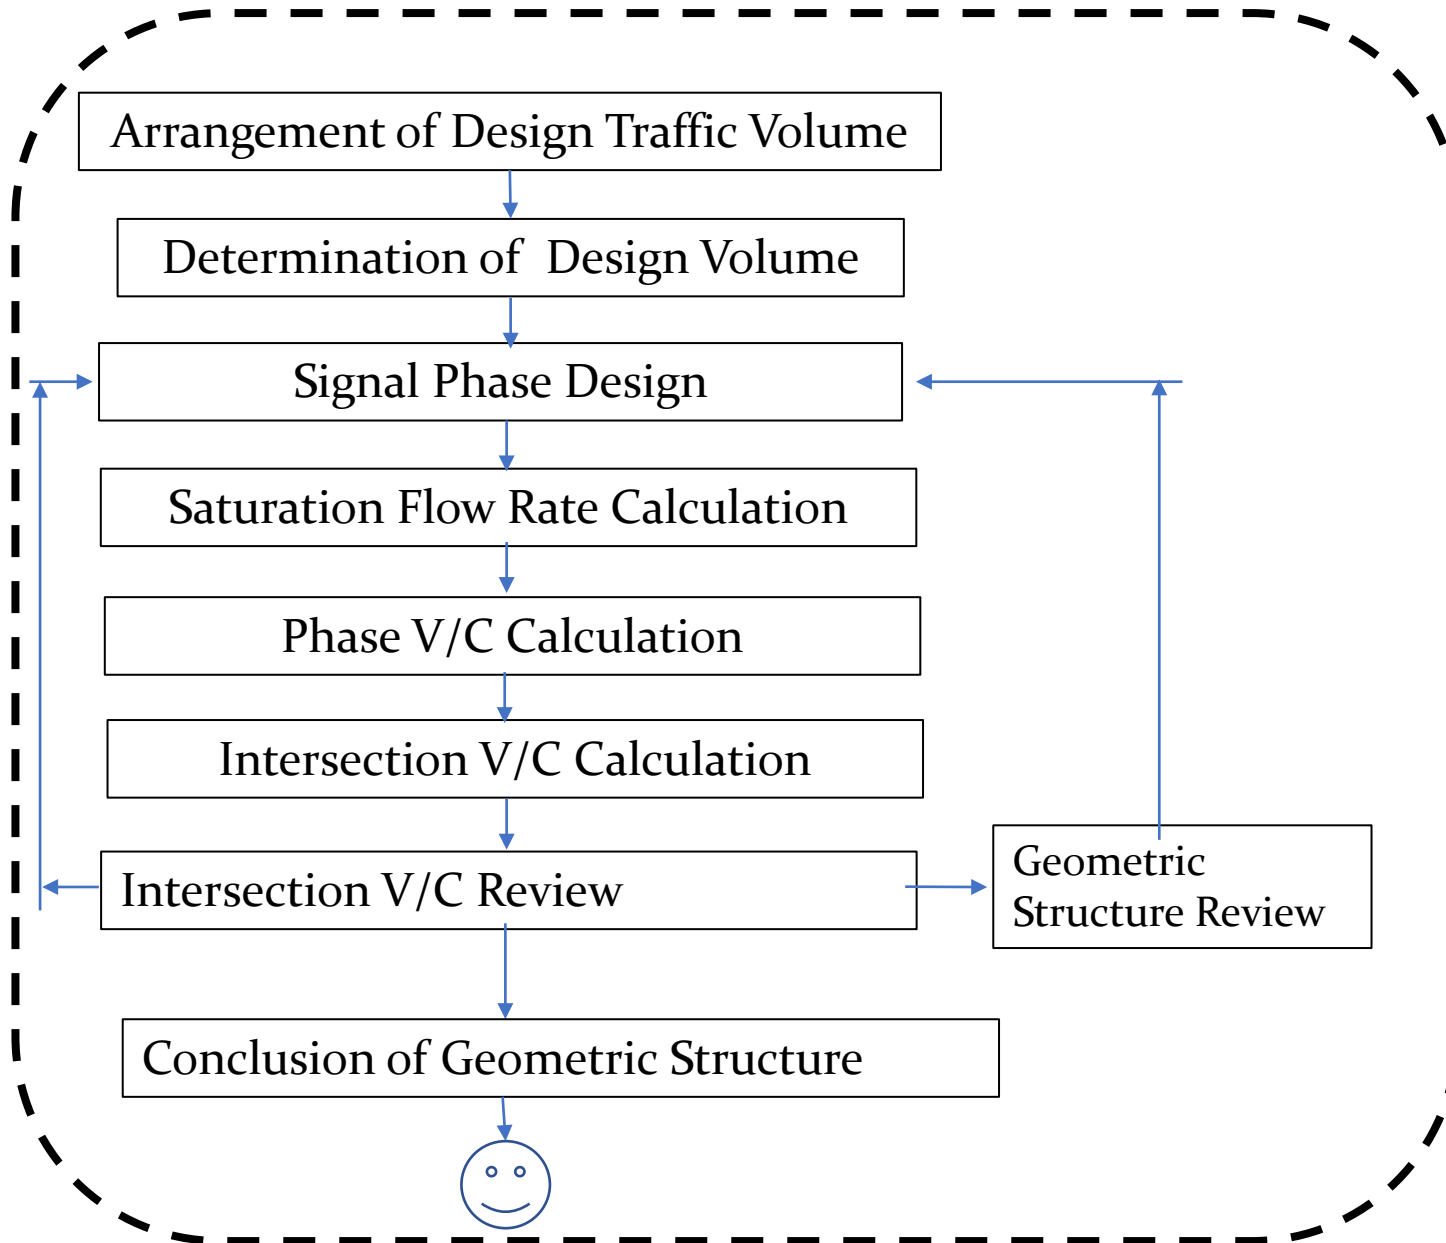 Arrangement of Design Traffic Volume
Determination of  Design Volume
Signal Phase Design
Saturation Flow Rate Calculation
Phase V/C Calculation
Intersection V/C Calculation
Intersection V/C Review
Geometric
Structure Review
Conclusion of Geometric Structure